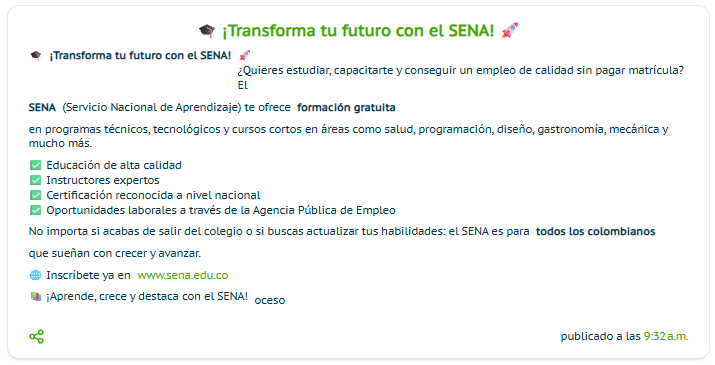 🎓 ¡Transforma tu futuro con el SENA! 🚀
🎓 ¡Transforma tu futuro con el SENA! 🚀
¿Quieres estudiar, capacitarte y conseguir un empleo de calidad sin pagar matrícula?
El
SENA (Servicio Nacional de Aprendizaje) te ofrece formación gratuita
en programas técnicos, tecnológicos y cursos cortos en áreas como salud, programación, diseño, gastronomía, mecánica y
mucho más.
✅ Educación de alta calidad
✅ Instructores expertos
✅ Certificación reconocida a nivel nacional
✅ Oportunidades laborales a través de la Agencia Pública de Empleo
No importa si acabas de salir del colegio o si buscas actualizar tus habilidades: el SENA es para todos los colombianos
que sueñan con crecer y avanzar.
🌐 Inscríbete ya en www.sena.edu.co
📚 ¡Aprende, crece y destaca con el SENA! oceso
publicado a las 9:32 a.m.